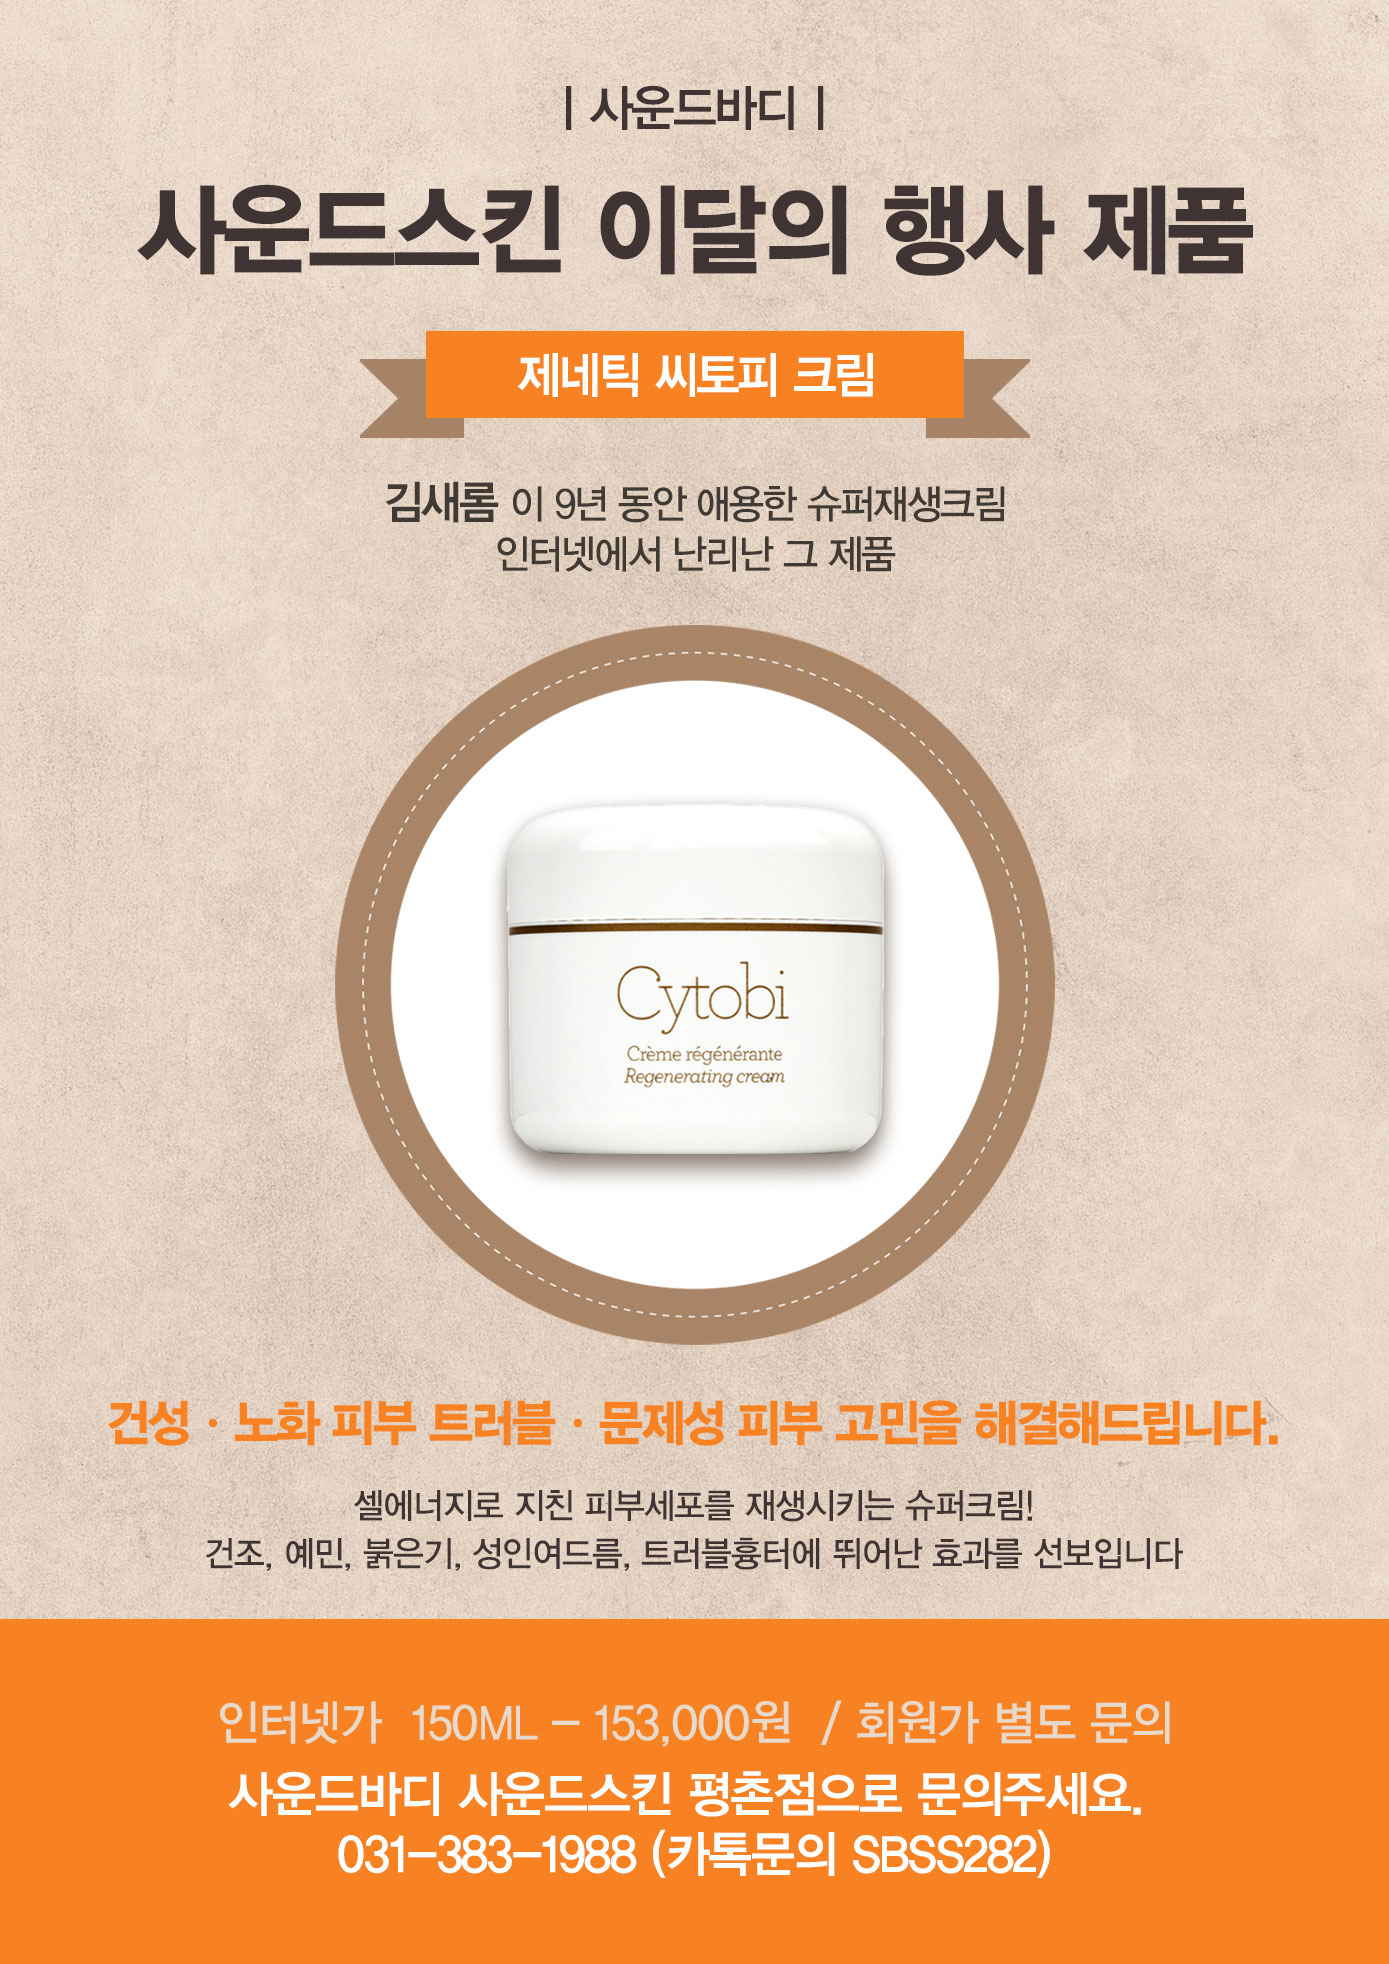 | 사운드바디 |
사운드스킨 이달의 행사 제품
제네틱 씨토피 크림
김새롬 이 9년 동안 애용한 슈퍼재생크림
인터넷에서 난리난 그 제품
Cytobi
Crème régénérante
Regenerating cream
건성 · 노화 피부 트러블 · 문제성 피부 고민을 해결해드립니다.
셀에너지로 지친 피부세포를 재생시키는 슈퍼크림!
건조, 예민, 붉은기, 성인여드름, 트러블흉터에 뛰어난 효과를 선보입니다
인터넷가 150ML - 153,000원 / 회원가 별도 문의
사운드바디 사운드스킨 평촌점으로 문의주세요.
031-383-1988 (카톡문의 SBSS282)